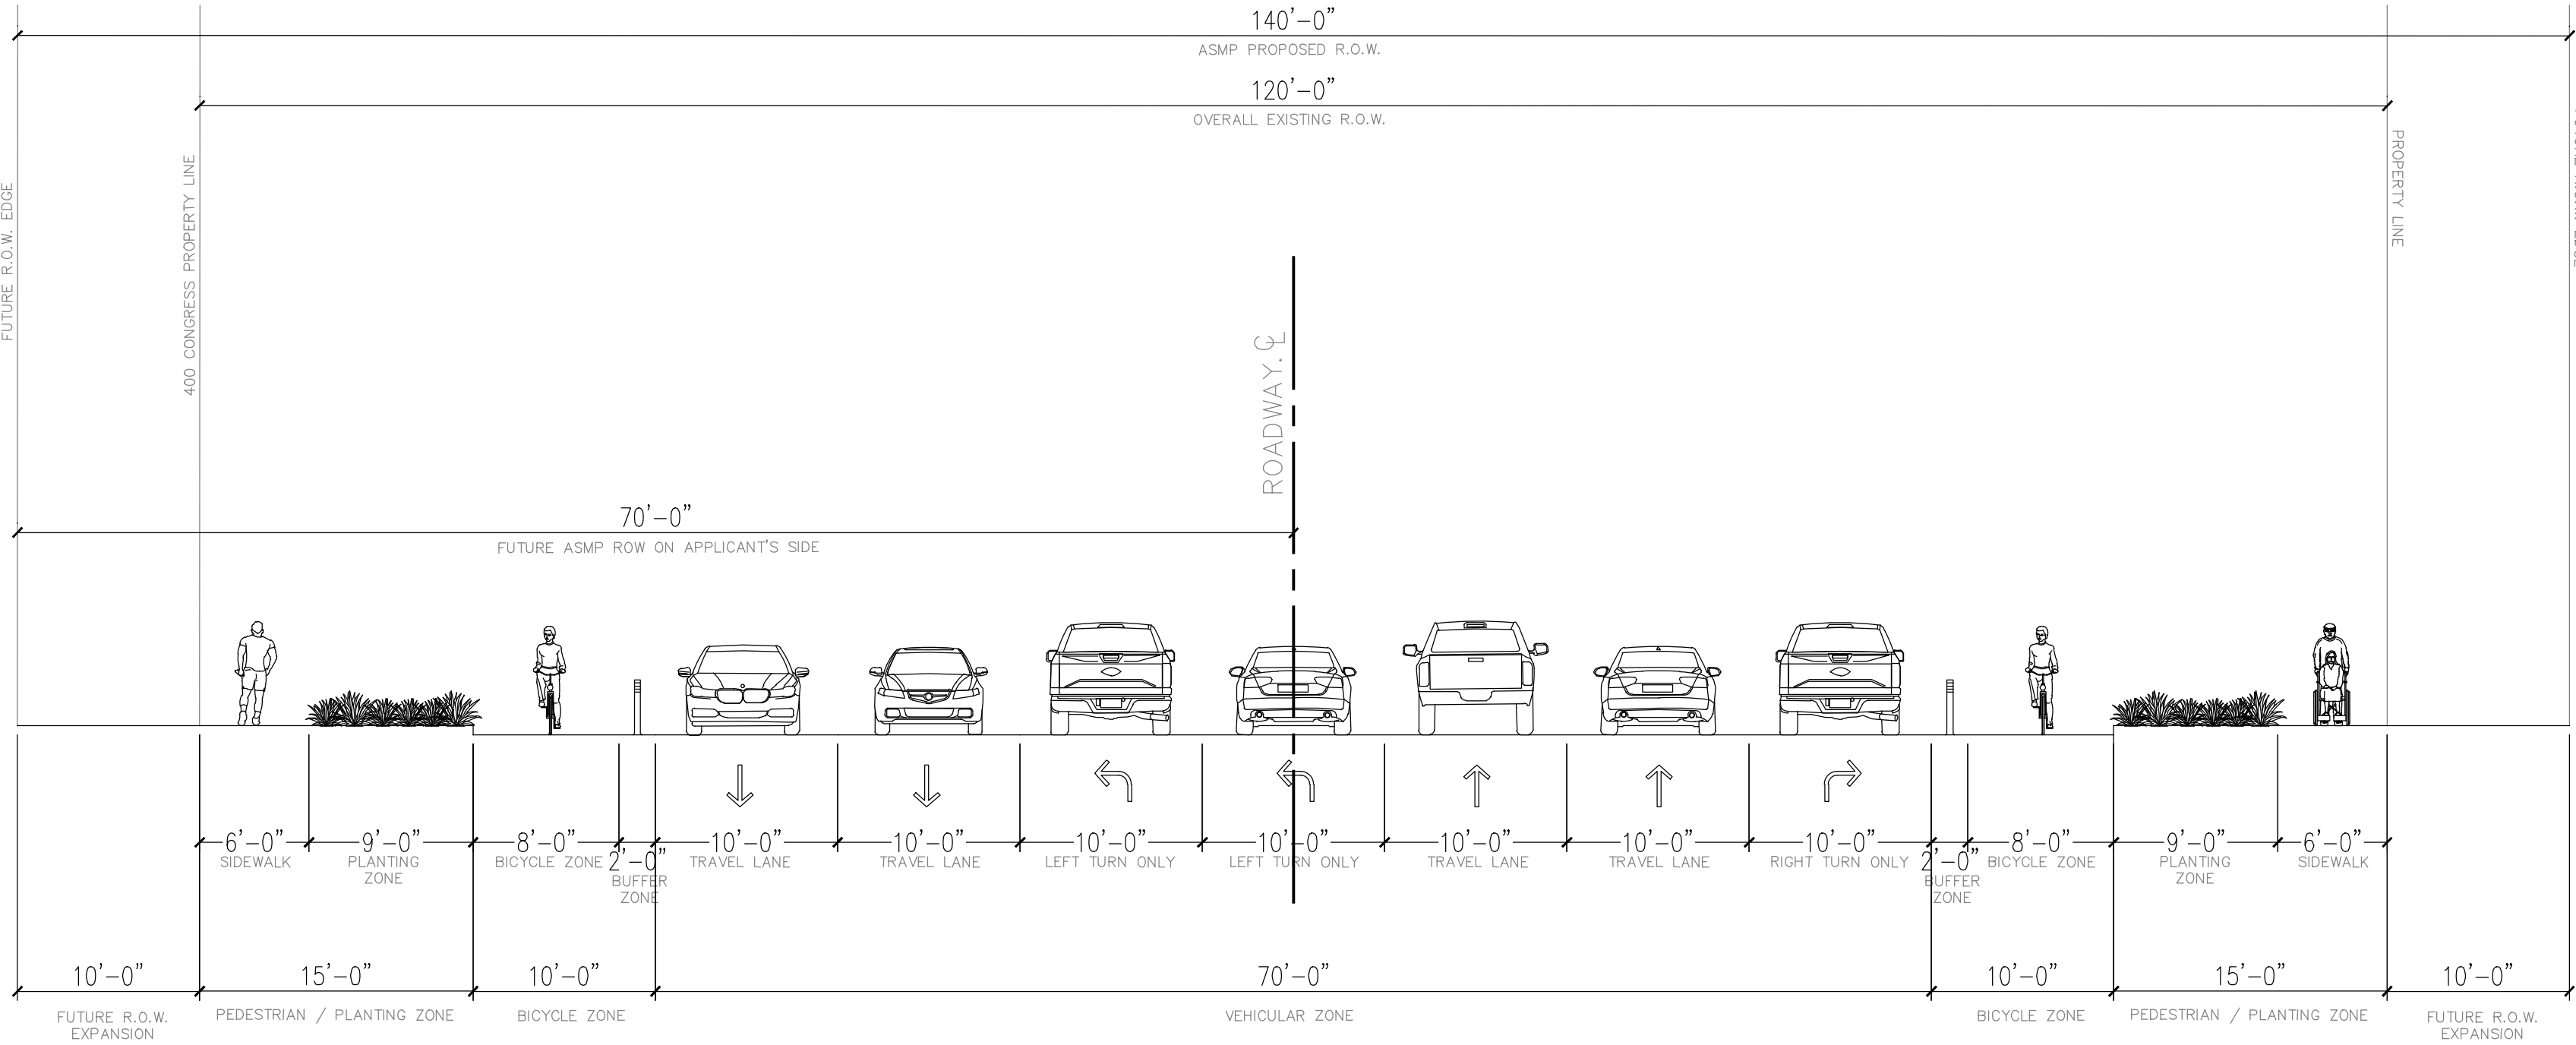 140'-0"
ASMP PROPOSED R.O.W.
120'-0"
OVERALL EXISTING R.O.W.
FUTURE R.O.W. EDGE
400 CONGRESS PROPERTY LINE
PROPERTY LINE
ROADWAY. ℄
70'-0"
FUTURE ASMP ROW ON APPLICANT'S SIDE
6'-0" 9'-0" 8'-0" 2'-0" 10'-0" 10'-0" 10'-0" 10'-0" 10'-0" 10'-0" 10'-0" 2'-0" 8'-0" 9'-0" 6'-0"
SIDEWALK
PLANTING
ZONE
BICYCLE ZONE
BUFFER
ZONE
TRAVEL LANE
TRAVEL LANE
LEFT TURN ONLY
LEFT TURN ONLY
TRAVEL LANE
TRAVEL LANE
RIGHT TURN ONLY
BUFFER
ZONE
BICYCLE ZONE
PLANTING
ZONE
SIDEWALK
10'-0" 15'-0" 10'-0" 70'-0" 10'-0" 15'-0" 10'-0"
FUTURE R.O.W.
EXPANSION
PEDESTRIAN / PLANTING ZONE
BICYCLE ZONE
VEHICULAR ZONE
BICYCLE ZONE
PEDESTRIAN / PLANTING ZONE
FUTURE R.O.W.
EXPANSION